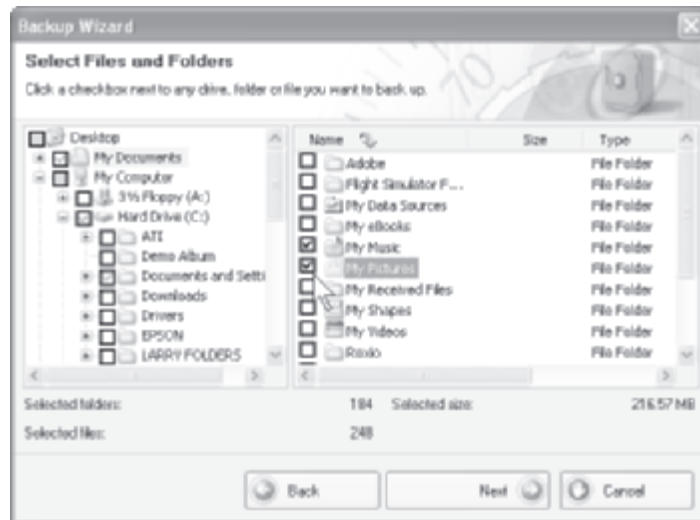 Backup Wizard
Select Files and Folders
Click a checkbox next to any drive, folder or file you want to back up.
Desktop
My Documents
My Computer
3½ Floppy (A:)
Hard Drive (C:)
ATI
Demo Album
Documents and Setti
Downloads
Drivers
EPSON
LARRY FOLDERS
Name Size Type
Adobe File Folder
Flight Simulator F... File Folder
My Data Sources File Folder
My eBooks File Folder
My Music File Folder
My Pictures File Folder
My Received Files File Folder
My Shapes File Folder
My Videos File Folder
Roxio File Folder
Selected folders: 184 Selected size: 216.57 MB
Selected files: 248
Back Next Cancel